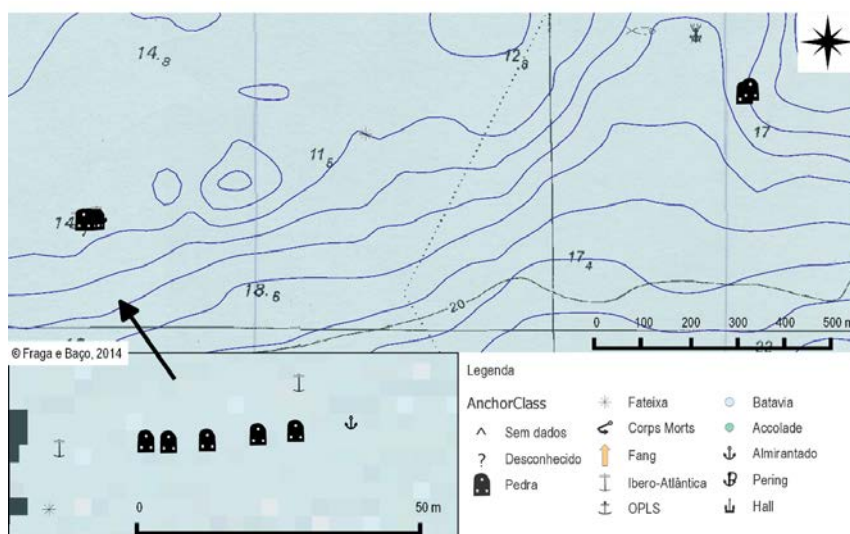 14.8
12.8
11.5
17
14.7
17.4
18.6
20
0 100 200 300 400 500 m
22
© Fraga e Baço, 2014
0 50 m
Legenda
AnchorClass
^ Sem dados
? Desconhecido
Pedra
Fateixa
Corps Morts
Fang
Ibero-Atlântica
OPLS
Batavia
Accolade
Almirantado
Pering
Hall